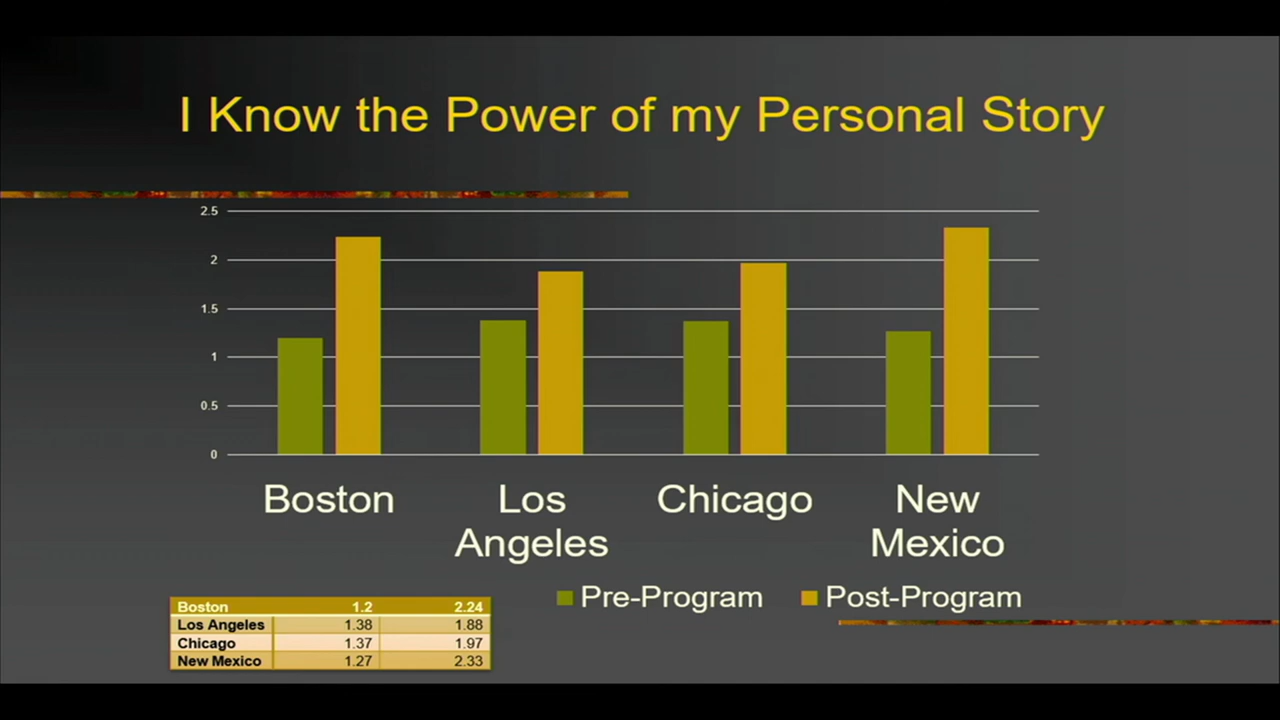 I Know the Power of my Personal Story
2.5
2
1.5
1
0.5
0
Boston
Los
Angeles
Chicago
New
Mexico
Pre-Program
Post-Program
Boston 1.2 2.24
Los Angeles 1.38 1.88
Chicago 1.37 1.97
New Mexico 1.27 2.33